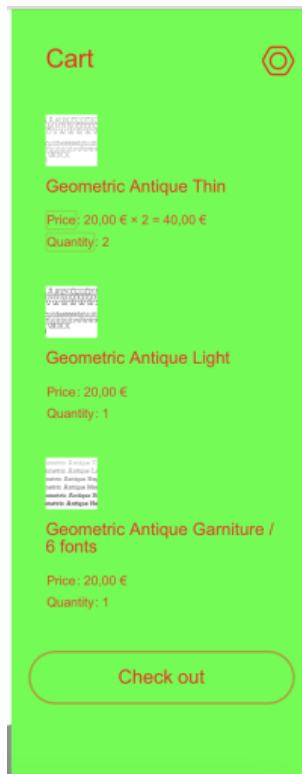 Cart
Geometric Antique Thin
Price: 20,00 € × 2 = 40,00 €
Quantity: 2
Geometric Antique Light
Price: 20,00 €
Quantity: 1
Geometric Antique Garniture /
6 fonts
Price: 20,00 €
Quantity: 1
Check out